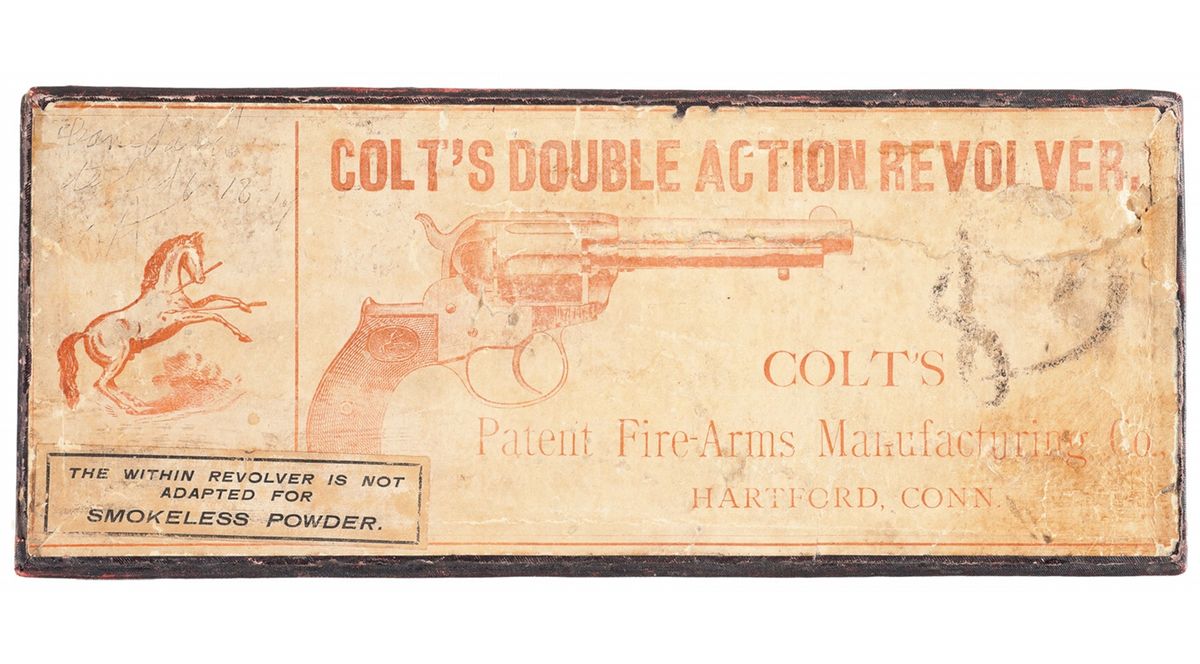 COLT'S DOUBLE ACTION REVOLVER.
COLT'S
Patent Fire-Arms Manufacturing Co.,
HARTFORD, CONN.
THE WITHIN REVOLVER IS NOT
ADAPTED FOR
SMOKELESS POWDER.